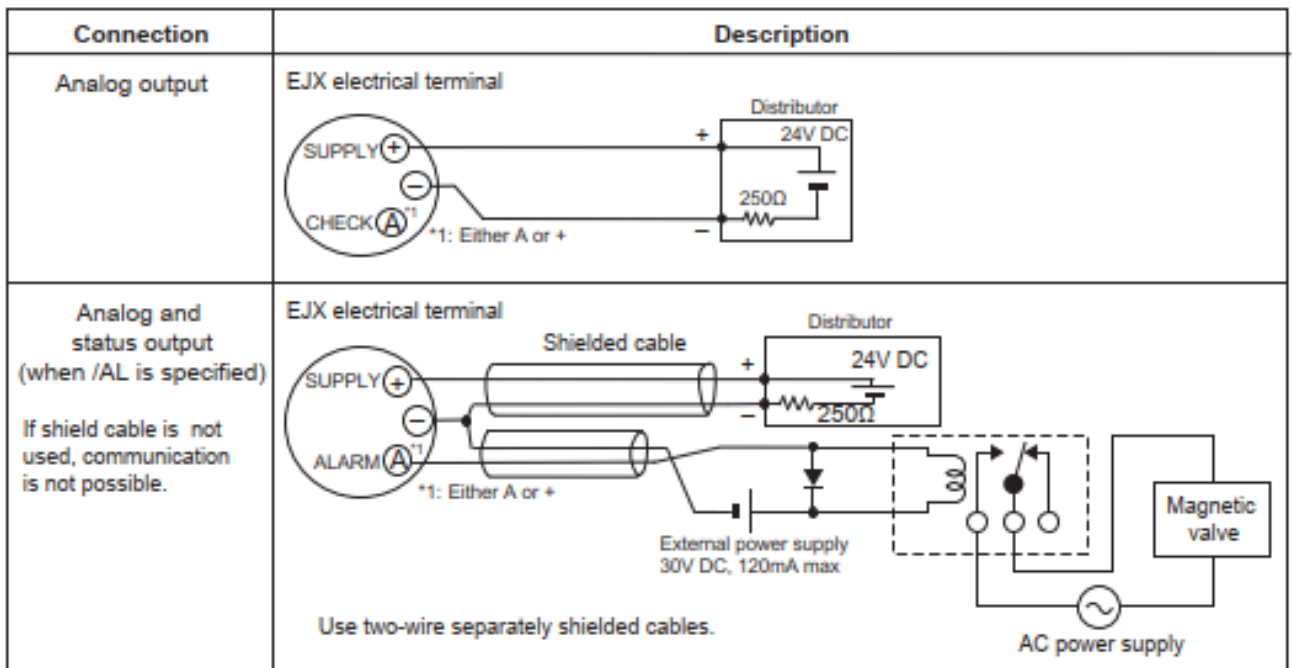 Connection
Description
Analog output
EJX electrical terminal
Distributor
24V DC
+
SUPPLY +
−
250Ω
CHECK A *1
*1: Either A or +
−
Analog and
status output
(when /AL is specified)
If shield cable is not
used, communication
is not possible.
EJX electrical terminal
Distributor
Shielded cable
+
24V DC
SUPPLY +
−
250Ω
−
ALARM A *1
*1: Either A or +
External power supply
30V DC, 120mA max
Magnetic
valve
Use two-wire separately shielded cables.
AC power supply